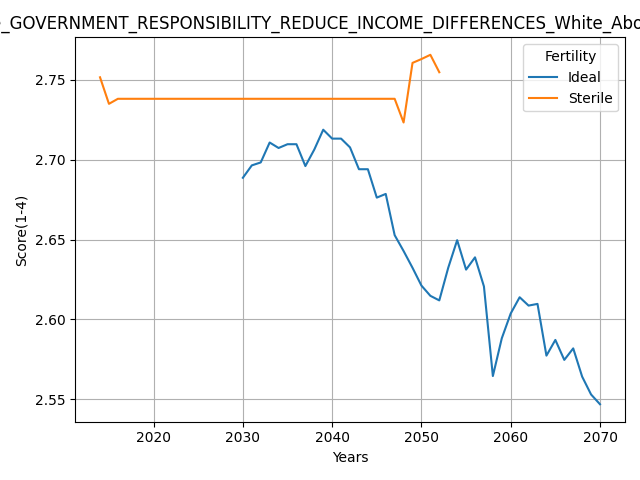 _GOVERNMENT_RESPONSIBILITY_REDUCE_INCOME_DIFFERENCES_White_Abo
Fertility
Ideal
Sterile
2.75
2.70
2.65
2.60
2.55
Score(1-4)
2020 2030 2040 2050 2060 2070
Years